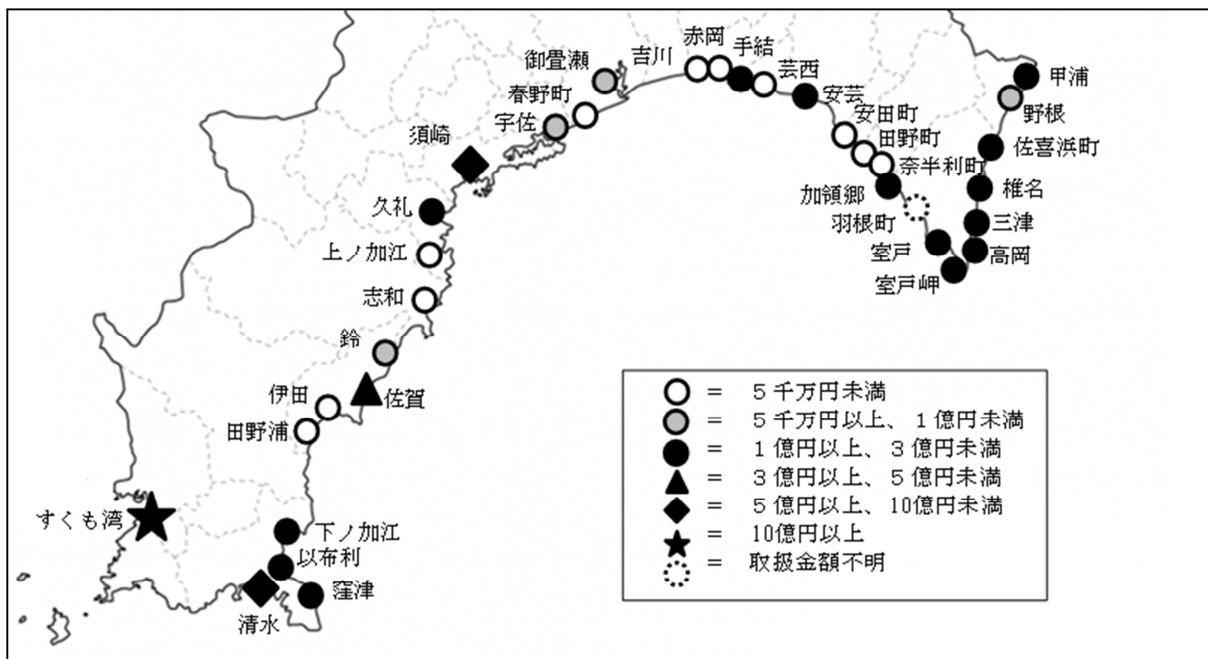 赤岡
手結
吉川
御畳瀬
芸西
甲浦
春野町
安芸
野根
宇佐
安田町
須崎
田野町
佐喜浜町
奈半利町
加領郷
椎名
久礼
羽根町
三津
室戸
高岡
上ノ加江
室戸岬
志和
鈴
佐賀
伊田
田野浦
すくも湾
下ノ加江
以布利
窪津
清水
= 5千万円未満
= 5千万円以上、1億円未満
= 1億円以上、3億円未満
= 3億円以上、5億円未満
= 5億円以上、10億円未満
= 10億円以上
= 取扱金額不明